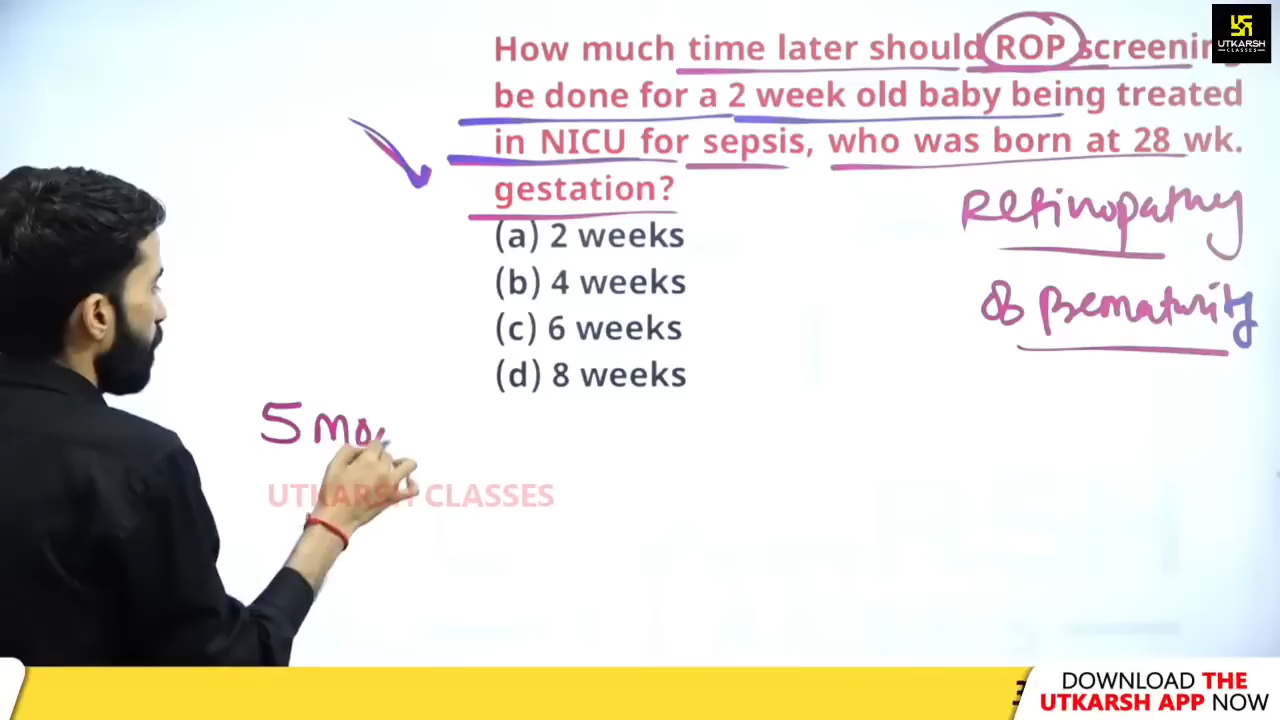 UTKARSH
CLASSES
How much time later should ROP screening
be done for a 2 week old baby being treated
in NICU for sepsis, who was born at 28 wk.
gestation?
(a) 2 weeks
(b) 4 weeks
(c) 6 weeks
(d) 8 weeks
Retinopathy
of Prematurity
5 mo
UTKARSH CLASSES
DOWNLOAD THE
UTKARSH APP NOW